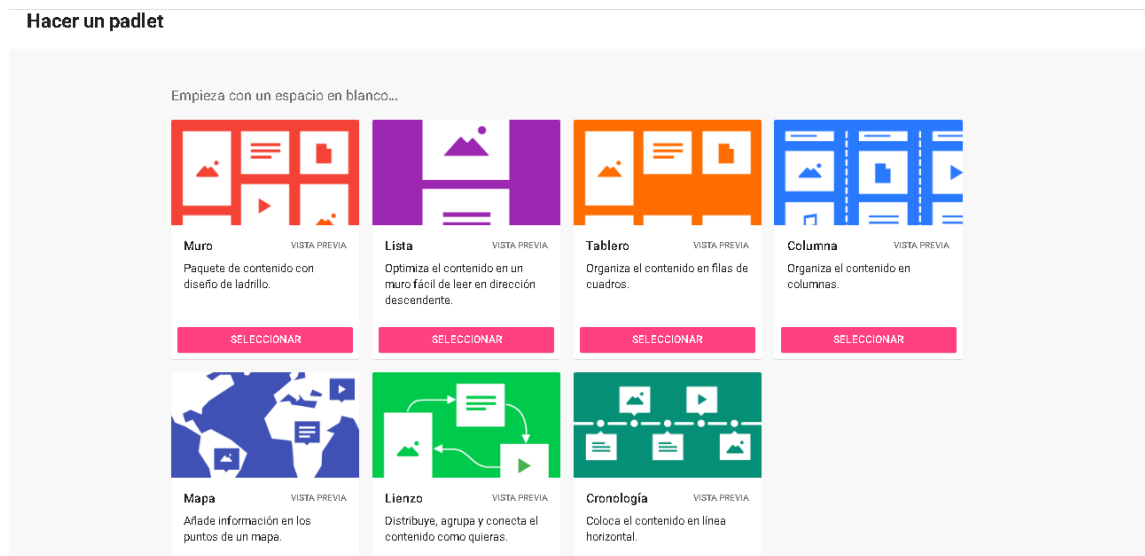 Hacer un padlet
Empieza con un espacio en blanco...
Muro VISTA PREVIA
Paquete de contenido con
diseño de ladrillo.
SELECCIONAR
Lista VISTA PREVIA
Optimiza el contenido en un
muro fácil de leer en dirección
descendente.
SELECCIONAR
Tablero VISTA PREVIA
Organiza el contenido en filas de
cuadros.
SELECCIONAR
Columna VISTA PREVIA
Organiza el contenido en
columnas.
SELECCIONAR
Mapa VISTA PREVIA
Añade información en los
puntos de un mapa.
Lienzo VISTA PREVIA
Distribuye, agrupa y conecta el
contenido como quieras.
Cronología VISTA PREVIA
Coloca el contenido en línea
horizontal.